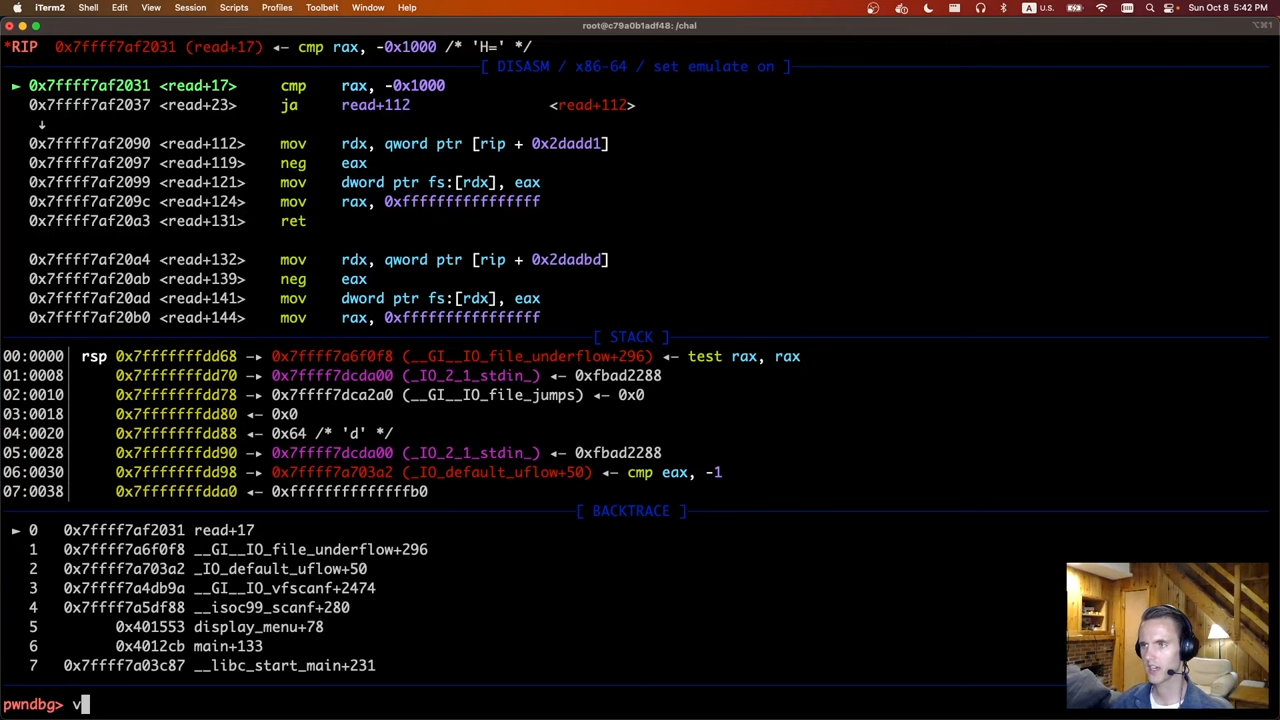 iTerm2 Shell Edit View Session Scripts Profiles Toolbelt Window Help A U.S. Sun Oct 8 5:42 PM
root@c79a0b1adf48: /chal ⌥⌘1
*RIP 0x7ffff7af2031 (read+17) ◂— cmp rax, -0x1000 /* 'H=' */
[ DISASM / x86-64 / set emulate on ]
► 0x7ffff7af2031 <read+17> cmp rax, -0x1000
0x7ffff7af2037 <read+23> ja read+112 <read+112>
↓
0x7ffff7af2090 <read+112> mov rdx, qword ptr [rip + 0x2dadd1]
0x7ffff7af2097 <read+119> neg eax
0x7ffff7af2099 <read+121> mov dword ptr fs:[rdx], eax
0x7ffff7af209c <read+124> mov rax, 0xffffffffffffffff
0x7ffff7af20a3 <read+131> ret
0x7ffff7af20a4 <read+132> mov rdx, qword ptr [rip + 0x2dadbd]
0x7ffff7af20ab <read+139> neg eax
0x7ffff7af20ad <read+141> mov dword ptr fs:[rdx], eax
0x7ffff7af20b0 <read+144> mov rax, 0xffffffffffffffff
[ STACK ]
00:0000│ rsp 0x7fffffffdd68 —▸ 0x7ffff7a6f0f8 (__GI__IO_file_underflow+296) ◂— test rax, rax
01:0008│ 0x7fffffffdd70 —▸ 0x7ffff7dcda00 (_IO_2_1_stdin_) ◂— 0xfbad2288
02:0010│ 0x7fffffffdd78 —▸ 0x7ffff7dca2a0 (__GI__IO_file_jumps) ◂— 0x0
03:0018│ 0x7fffffffdd80 ◂— 0x0
04:0020│ 0x7fffffffdd88 ◂— 0x64 /* 'd' */
05:0028│ 0x7fffffffdd90 —▸ 0x7ffff7dcda00 (_IO_2_1_stdin_) ◂— 0xfbad2288
06:0030│ 0x7fffffffdd98 —▸ 0x7ffff7a703a2 (_IO_default_uflow+50) ◂— cmp eax, -1
07:0038│ 0x7fffffffdda0 ◂— 0xffffffffffffffb0
[ BACKTRACE ]
► 0 0x7ffff7af2031 read+17
1 0x7ffff7a6f0f8 __GI__IO_file_underflow+296
2 0x7ffff7a703a2 _IO_default_uflow+50
3 0x7ffff7a4db9a __GI__IO_vfscanf+2474
4 0x7ffff7a5df88 __isoc99_scanf+280
5 0x401553 display_menu+78
6 0x4012cb main+133
7 0x7ffff7a03c87 __libc_start_main+231
pwndbg> v